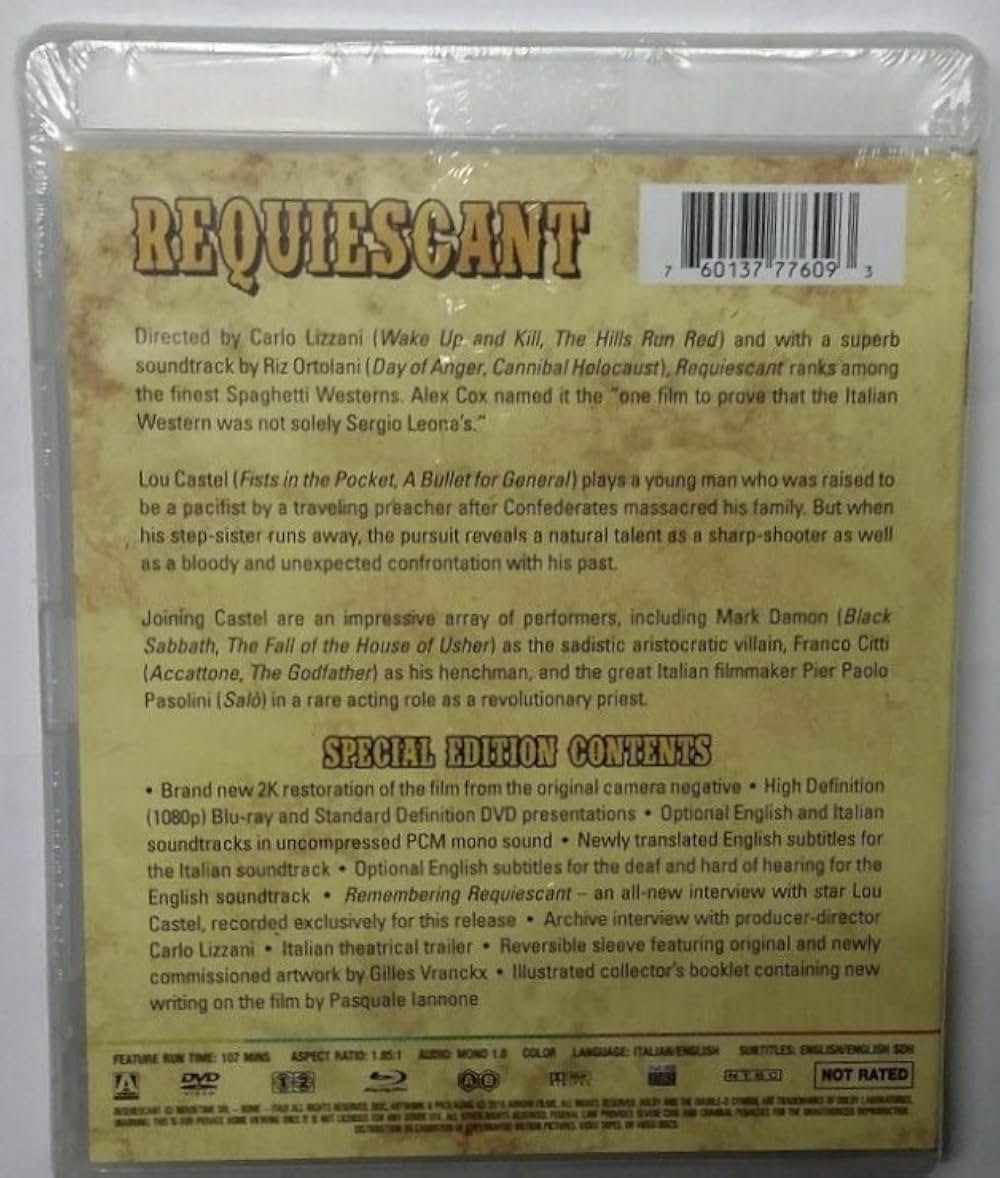 REQUIESCANT
7 60137 77609 3
Directed by Carlo Lizzani (Wake Up and Kill, The Hills Run Red) and with a superb
soundtrack by Riz Ortolani (Day of Anger, Cannibal Holocaust), Requiescant ranks among
the finest Spaghetti Westerns. Alex Cox named it the "one film to prove that the Italian
Western was not solely Sergio Leone's."
Lou Castel (Fists in the Pocket, A Bullet for General) plays a young man who was raised to
be a pacifist by a traveling preacher after Confederates massacred his family. But when
his step-sister runs away, the pursuit reveals a natural talent as a sharp-shooter as well
as a bloody and unexpected confrontation with his past.
Joining Castel are an impressive array of performers, including Mark Damon (Black
Sabbath, The Fall of the House of Usher) as the sadistic aristocratic villain, Franco Citti
(Accattone, The Godfather) as his henchman, and the great Italian filmmaker Pier Paolo
Pasolini (Salò) in a rare acting role as a revolutionary priest.
SPECIAL EDITION CONTENTS
• Brand new 2K restoration of the film from the original camera negative • High Definition
(1080p) Blu-ray and Standard Definition DVD presentations • Optional English and Italian
soundtracks in uncompressed PCM mono sound • Newly translated English subtitles for
the Italian soundtrack • Optional English subtitles for the deaf and hard of hearing for the
English soundtrack • Remembering Requiescant – an all-new interview with star Lou
Castel, recorded exclusively for this release • Archive interview with producer-director
Carlo Lizzani • Italian theatrical trailer • Reversible sleeve featuring original and newly
commissioned artwork by Gilles Vranckx • Illustrated collector's booklet containing new
writing on the film by Pasquale Iannone
FEATURE RUN TIME: 107 MINS ASPECT RATIO: 1.85:1 AUDIO: MONO 1.0 COLOR LANGUAGE: ITALIAN/ENGLISH SUBTITLES: ENGLISH/ENGLISH SDH
DVD VIDEO 1 2 Blu-ray A B NTSC NOT RATED